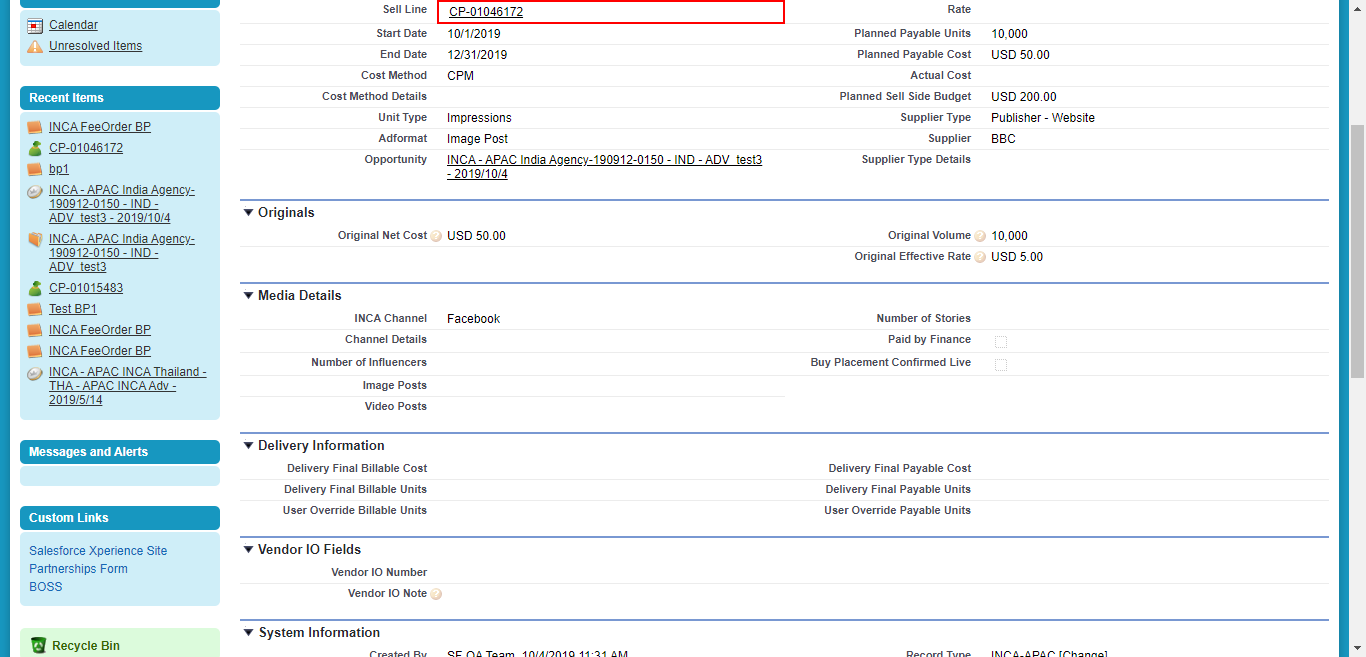 Calendar
Unresolved Items
Recent Items
INCA FeeOrder BP
CP-01046172
bp1
INCA - APAC India Agency-
190912-0150 - IND -
ADV_test3 - 2019/10/4
INCA - APAC India Agency-
190912-0150 - IND -
ADV_test3
CP-01015483
Test BP1
INCA FeeOrder BP
INCA FeeOrder BP
INCA - APAC INCA Thailand -
THA - APAC INCA Adv -
2019/5/14
Messages and Alerts
Custom Links
Salesforce Xperience Site
Partnerships Form
BOSS
Recycle Bin
Sell Line CP-01046172 Rate
Start Date 10/1/2019 Planned Payable Units 10,000
End Date 12/31/2019 Planned Payable Cost USD 50.00
Cost Method CPM Actual Cost
Cost Method Details Planned Sell Side Budget USD 200.00
Unit Type Impressions Supplier Type Publisher - Website
Adformat Image Post Supplier BBC
Opportunity INCA - APAC India Agency-190912-0150 - IND - ADV_test3 Supplier Type Details
- 2019/10/4
Originals
Original Net Cost USD 50.00 Original Volume 10,000
Original Effective Rate USD 5.00
Media Details
INCA Channel Facebook Number of Stories
Channel Details Paid by Finance
Number of Influencers Buy Placement Confirmed Live
Image Posts
Video Posts
Delivery Information
Delivery Final Billable Cost Delivery Final Payable Cost
Delivery Final Billable Units Delivery Final Payable Units
User Override Billable Units User Override Payable Units
Vendor IO Fields
Vendor IO Number
Vendor IO Note
System Information
Created By SF QA Team, 10/4/2019 11:31 AM Record Type INCA-APAC [Change]